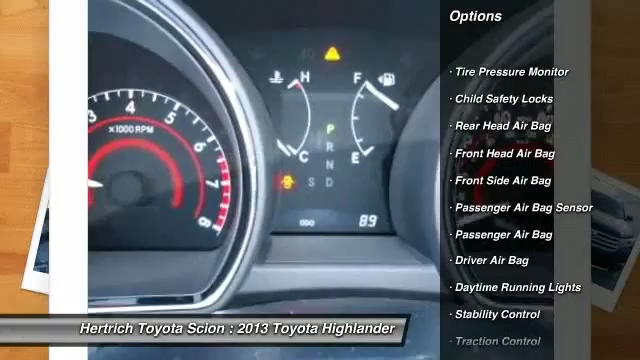 Options
· Tire Pressure Monitor
· Child Safety Locks
· Rear Head Air Bag
· Front Head Air Bag
· Front Side Air Bag
· Passenger Air Bag Sensor
· Passenger Air Bag
· Driver Air Bag
· Daytime Running Lights
· Stability Control
· Traction Control
3
4
5
6
7
8
x1000 RPM
H
C
F
E
P
R
N
D
S
ODO
89
Hertrich Toyota Scion : 2013 Toyota Highlander